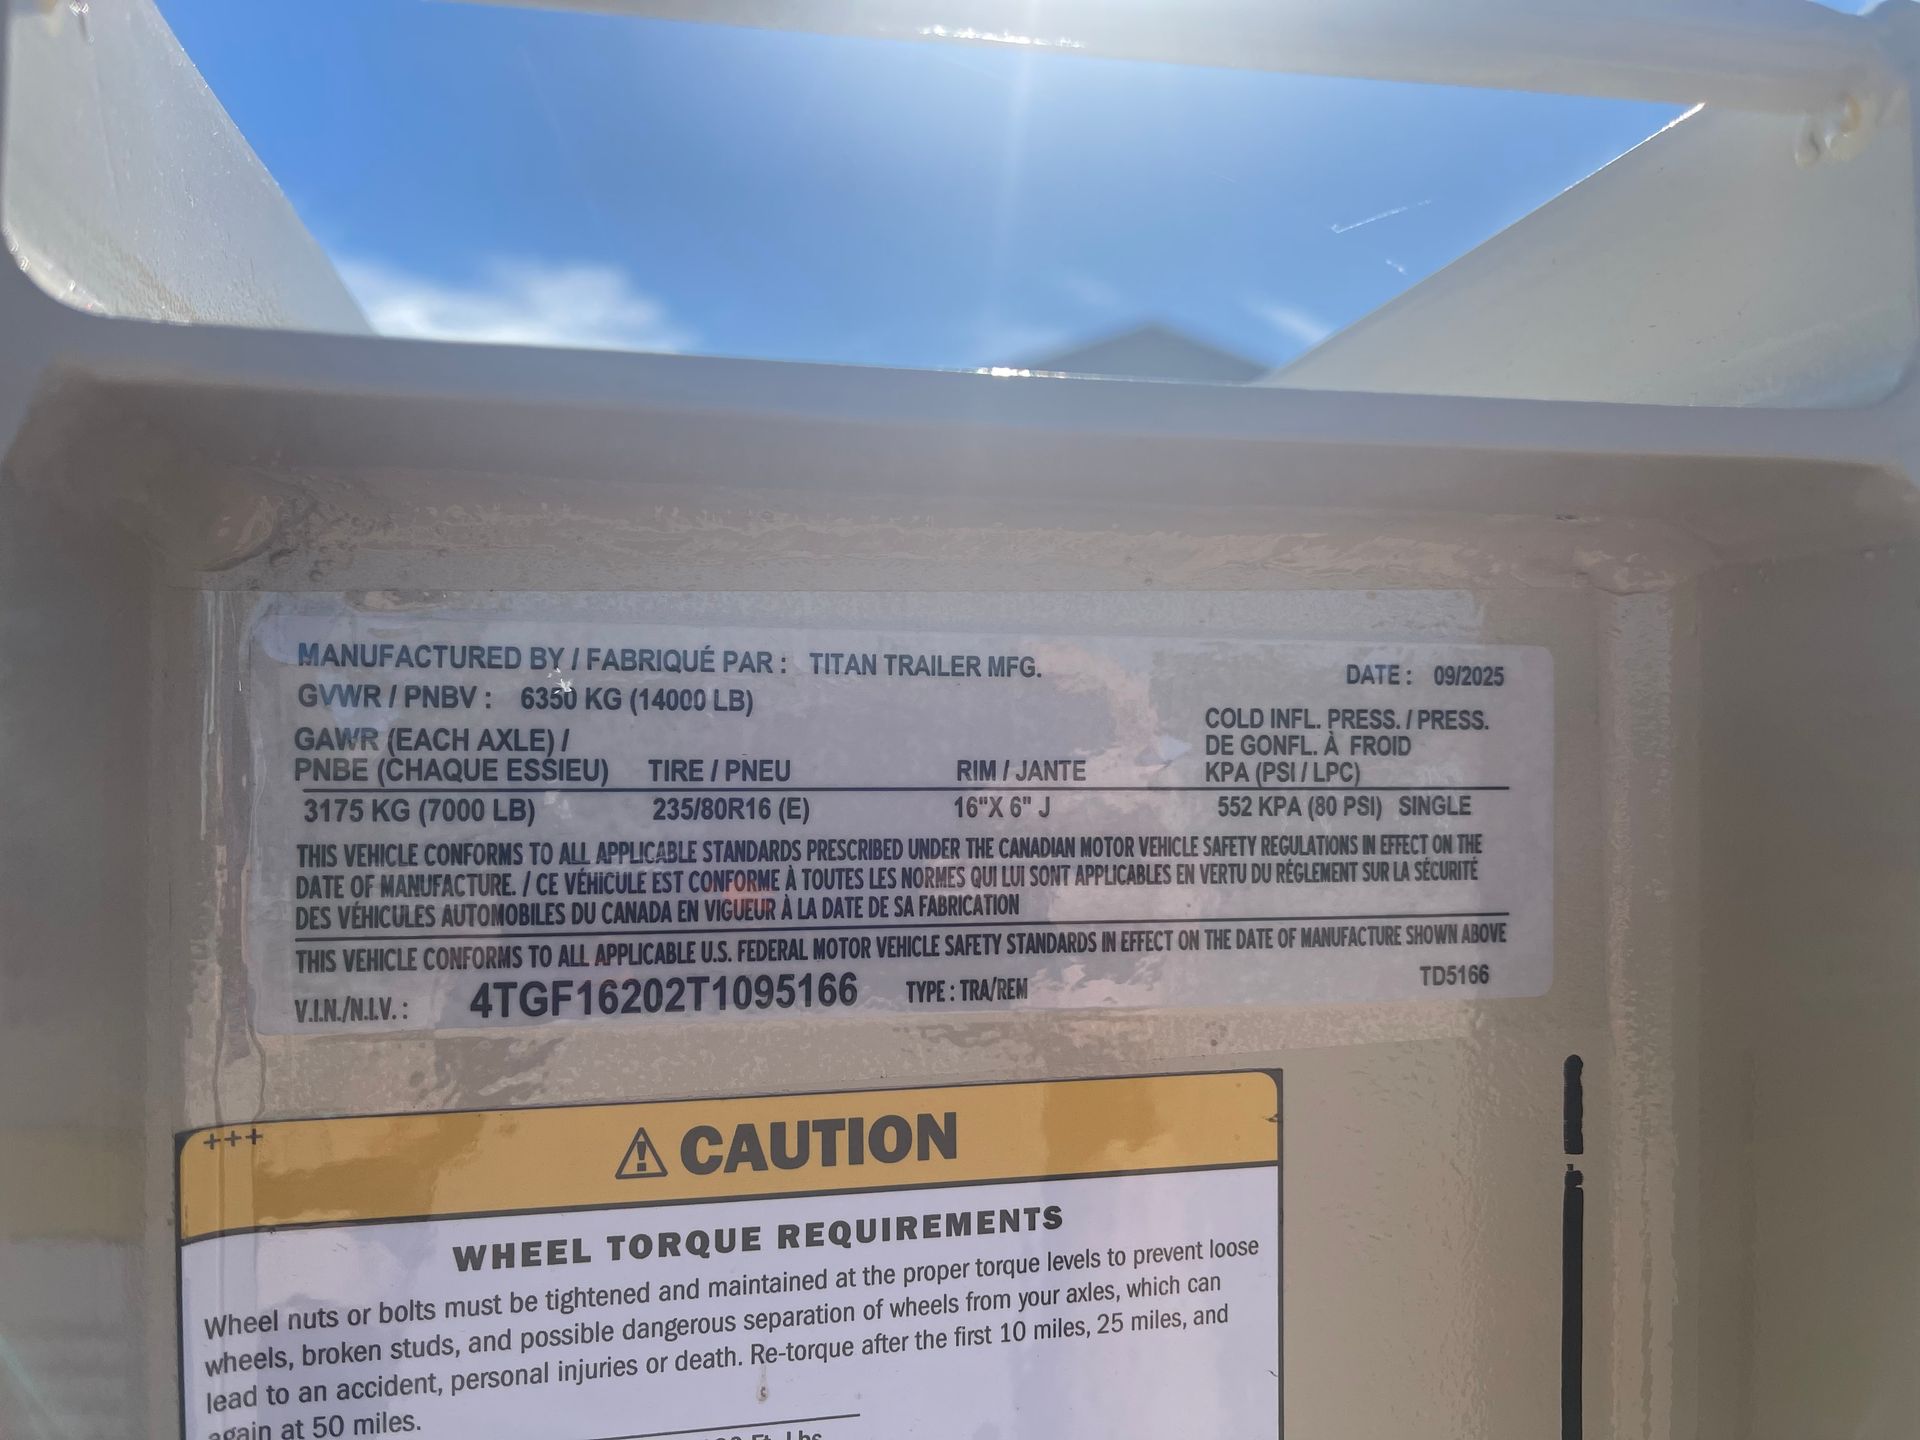 MANUFACTURED BY / FABRIQUÉ PAR : TITAN TRAILER MFG.
DATE : 09/2025
GVWR / PNBV : 6350 KG (14000 LB)
GAWR (EACH AXLE) /
PNBE (CHAQUE ESSIEU) TIRE / PNEU RIM / JANTE
COLD INFL. PRESS. / PRESS.
DE GONFL. À FROID
KPA (PSI / LPC)
3175 KG (7000 LB) 235/80R16 (E) 16"X 6" J 552 KPA (80 PSI) SINGLE
THIS VEHICLE CONFORMS TO ALL APPLICABLE STANDARDS PRESCRIBED UNDER THE CANADIAN MOTOR VEHICLE SAFETY REGULATIONS IN EFFECT ON THE
DATE OF MANUFACTURE. / CE VÉHICULE EST CONFORME À TOUTES LES NORMES QUI LUI SONT APPLICABLES EN VERTU DU RÉGLEMENT SUR LA SÉCURITÉ
DES VÉHICULES AUTOMOBILES DU CANADA EN VIGUEUR À LA DATE DE SA FABRICATION
THIS VEHICLE CONFORMS TO ALL APPLICABLE U.S. FEDERAL MOTOR VEHICLE SAFETY STANDARDS IN EFFECT ON THE DATE OF MANUFACTURE SHOWN ABOVE
V.I.N./N.I.V. : 4TGF16202T1095166 TYPE : TRA/REM TD5166
+++
CAUTION
WHEEL TORQUE REQUIREMENTS
Wheel nuts or bolts must be tightened and maintained at the proper torque levels to prevent loose
wheels, broken studs, and possible dangerous separation of wheels from your axles, which can
lead to an accident, personal injuries or death. Re-torque after the first 10 miles, 25 miles, and
again at 50 miles.
Ft. Lbs